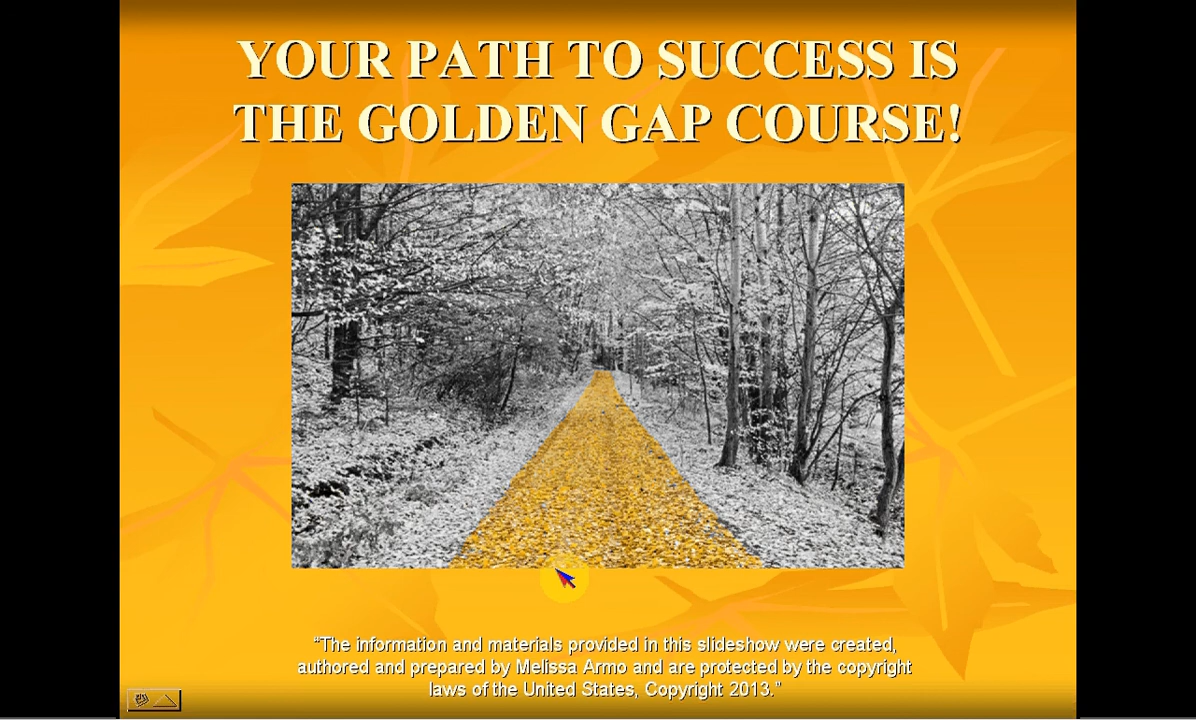 YOUR PATH TO SUCCESS IS
THE GOLDEN GAP COURSE!
“The information and materials provided in this slideshow were created,
authored and prepared by Melissa Armo and are protected by the copyright
laws of the United States, Copyright 2013.”